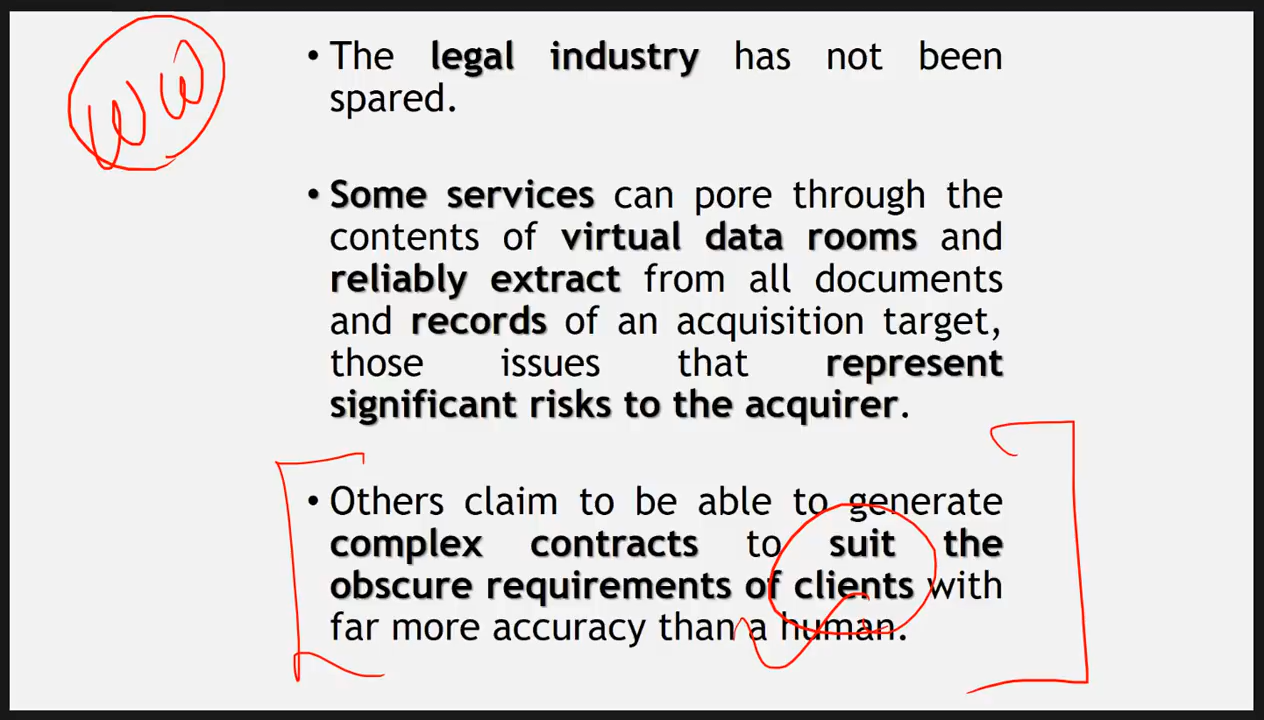 ww
• The legal industry has not been
spared.
• Some services can pore through the
contents of virtual data rooms and
reliably extract from all documents
and records of an acquisition target,
those issues that represent
significant risks to the acquirer.
• Others claim to be able to generate
complex contracts to suit the
obscure requirements of clients with
far more accuracy than a human.